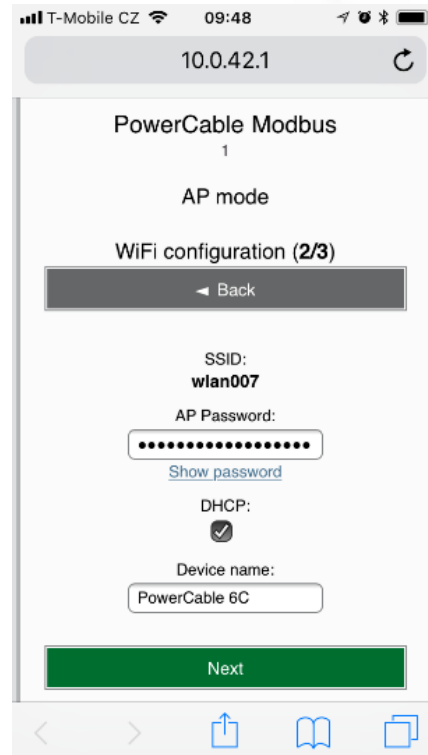 T-Mobile CZ 09:48
10.0.42.1
PowerCable Modbus
1
AP mode
WiFi configuration (2/3)
◄ Back
SSID:
wlan007
AP Password:
••••••••••••••••••
Show password
DHCP:
Device name:
PowerCable 6C
Next